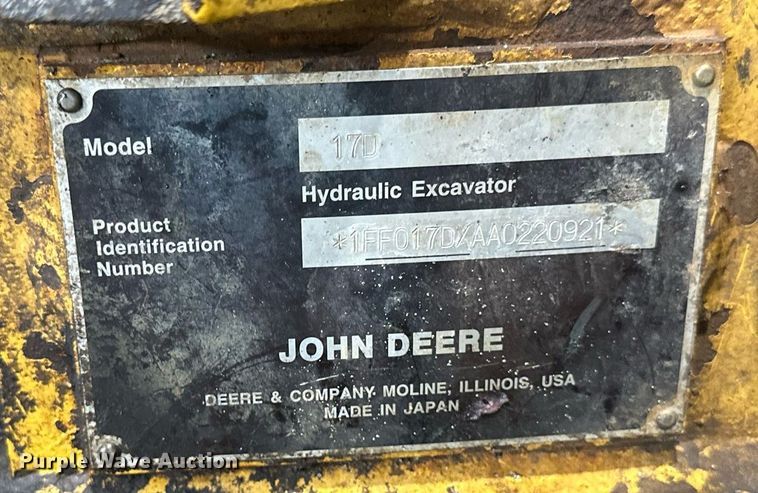 Model
17D
Hydraulic Excavator
Product
Identification
Number
*1FF017DXAA0220921*
JOHN DEERE
DEERE & COMPANY MOLINE, ILLINOIS, USA
MADE IN JAPAN
Purple Wave Auction